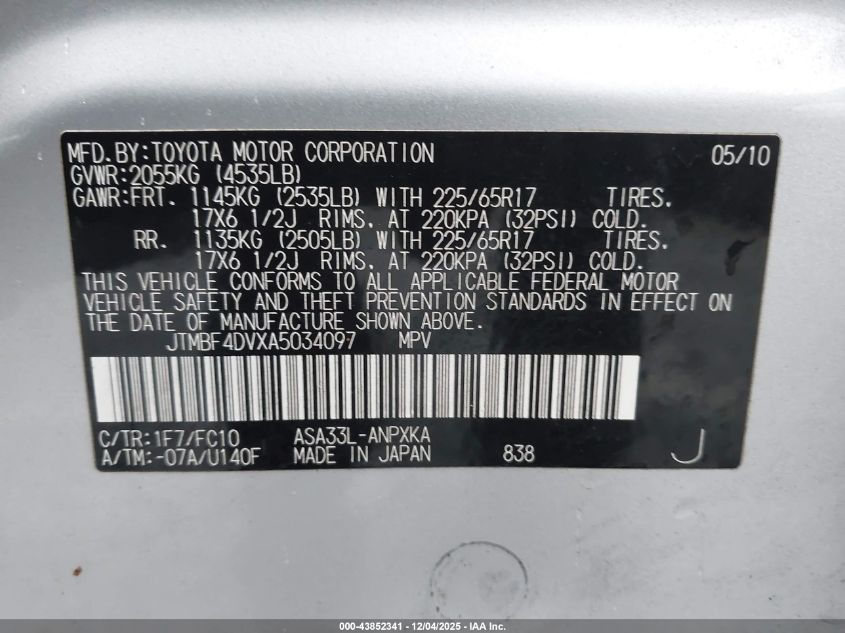 MFD.BY:TOYOTA MOTOR CORPORATION 05/10
GVWR:2055KG (4535LB)
GAWR:FRT. 1145KG (2535LB) WITH 225/65R17 TIRES.
17X6 1/2J RIMS. AT 220KPA (32PSI) COLD.
RR. 1135KG (2505LB) WITH 225/65R17 TIRES.
17X6 1/2J RIMS. AT 220KPA (32PSI) COLD.
THIS VEHICLE CONFORMS TO ALL APPLICABLE FEDERAL MOTOR
VEHICLE SAFETY AND THEFT PREVENTION STANDARDS IN EFFECT ON
THE DATE OF MANUFACTURE SHOWN ABOVE.
JTMBF4DVXA5034097 MPV
C/TR:1F7/FC10 ASA33L-ANPXKA
A/TM:-07A/U140F MADE IN JAPAN 838 J
000-43852341 - 12/04/2025 - IAA Inc.